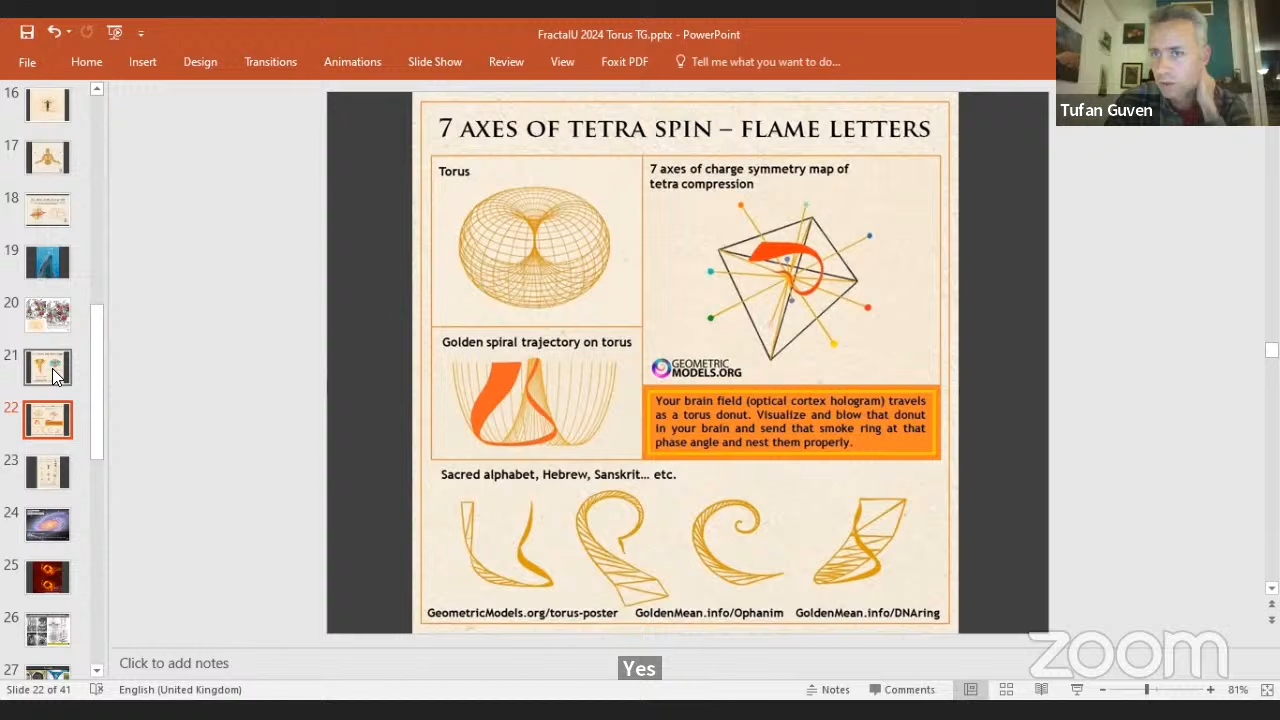 FractalU 2024 Torus TG.pptx - PowerPoint
File Home Insert Design Transitions Animations Slide Show Review View Foxit PDF Tell me what you want to do...
Tufan Guven
16
17
18
19
20
21
22
23
24
25
26
27
7 AXES OF TETRA SPIN – FLAME LETTERS
Torus
7 axes of charge symmetry map of
tetra compression
GEOMETRIC
MODELS.ORG
Golden spiral trajectory on torus
Your brain field (optical cortex hologram) travels
as a torus donut. Visualize and blow that donut
in your brain and send that smoke ring at that
phase angle and nest them properly.
Sacred alphabet, Hebrew, Sanskrit... etc.
GeometricModels.org/torus-poster GoldenMean.info/Ophanim GoldenMean.info/DNAring
Click to add notes
Yes
zoom
Slide 22 of 41 English (United Kingdom) Notes Comments 81%